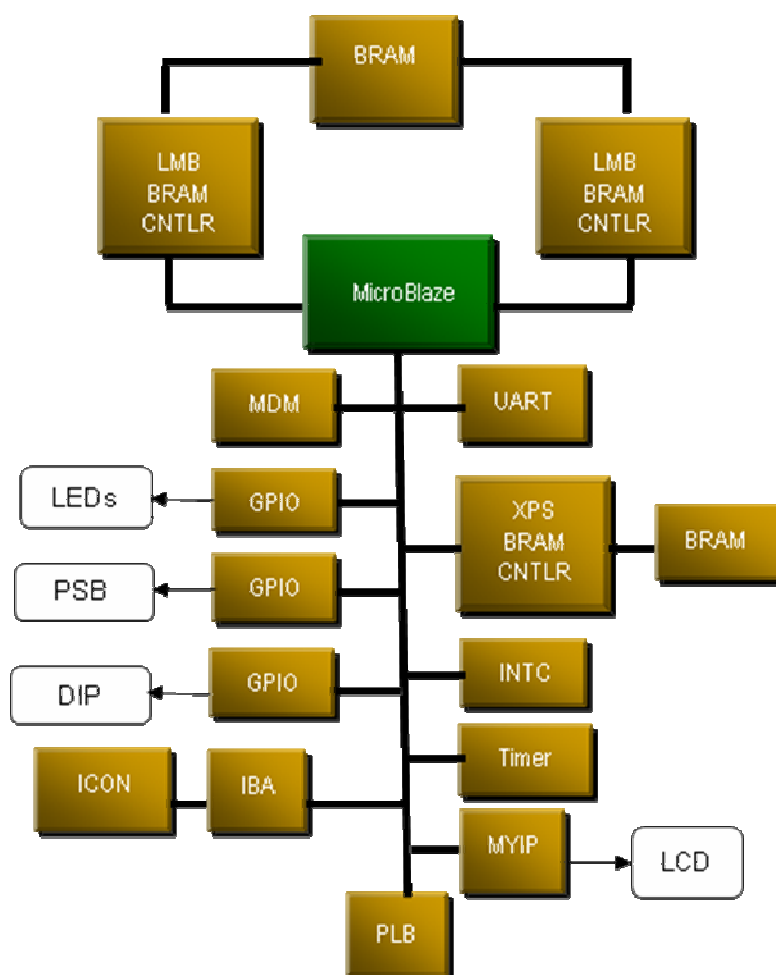 BRAM
LMB
BRAM
CNTLR
LMB
BRAM
CNTLR
MicroBlaze
MDM
UART
LEDs
GPIO
XPS
BRAM
CNTLR
BRAM
PSB
GPIO
DIP
GPIO
INTC
ICON
IBA
Timer
MYIP
LCD
PLB